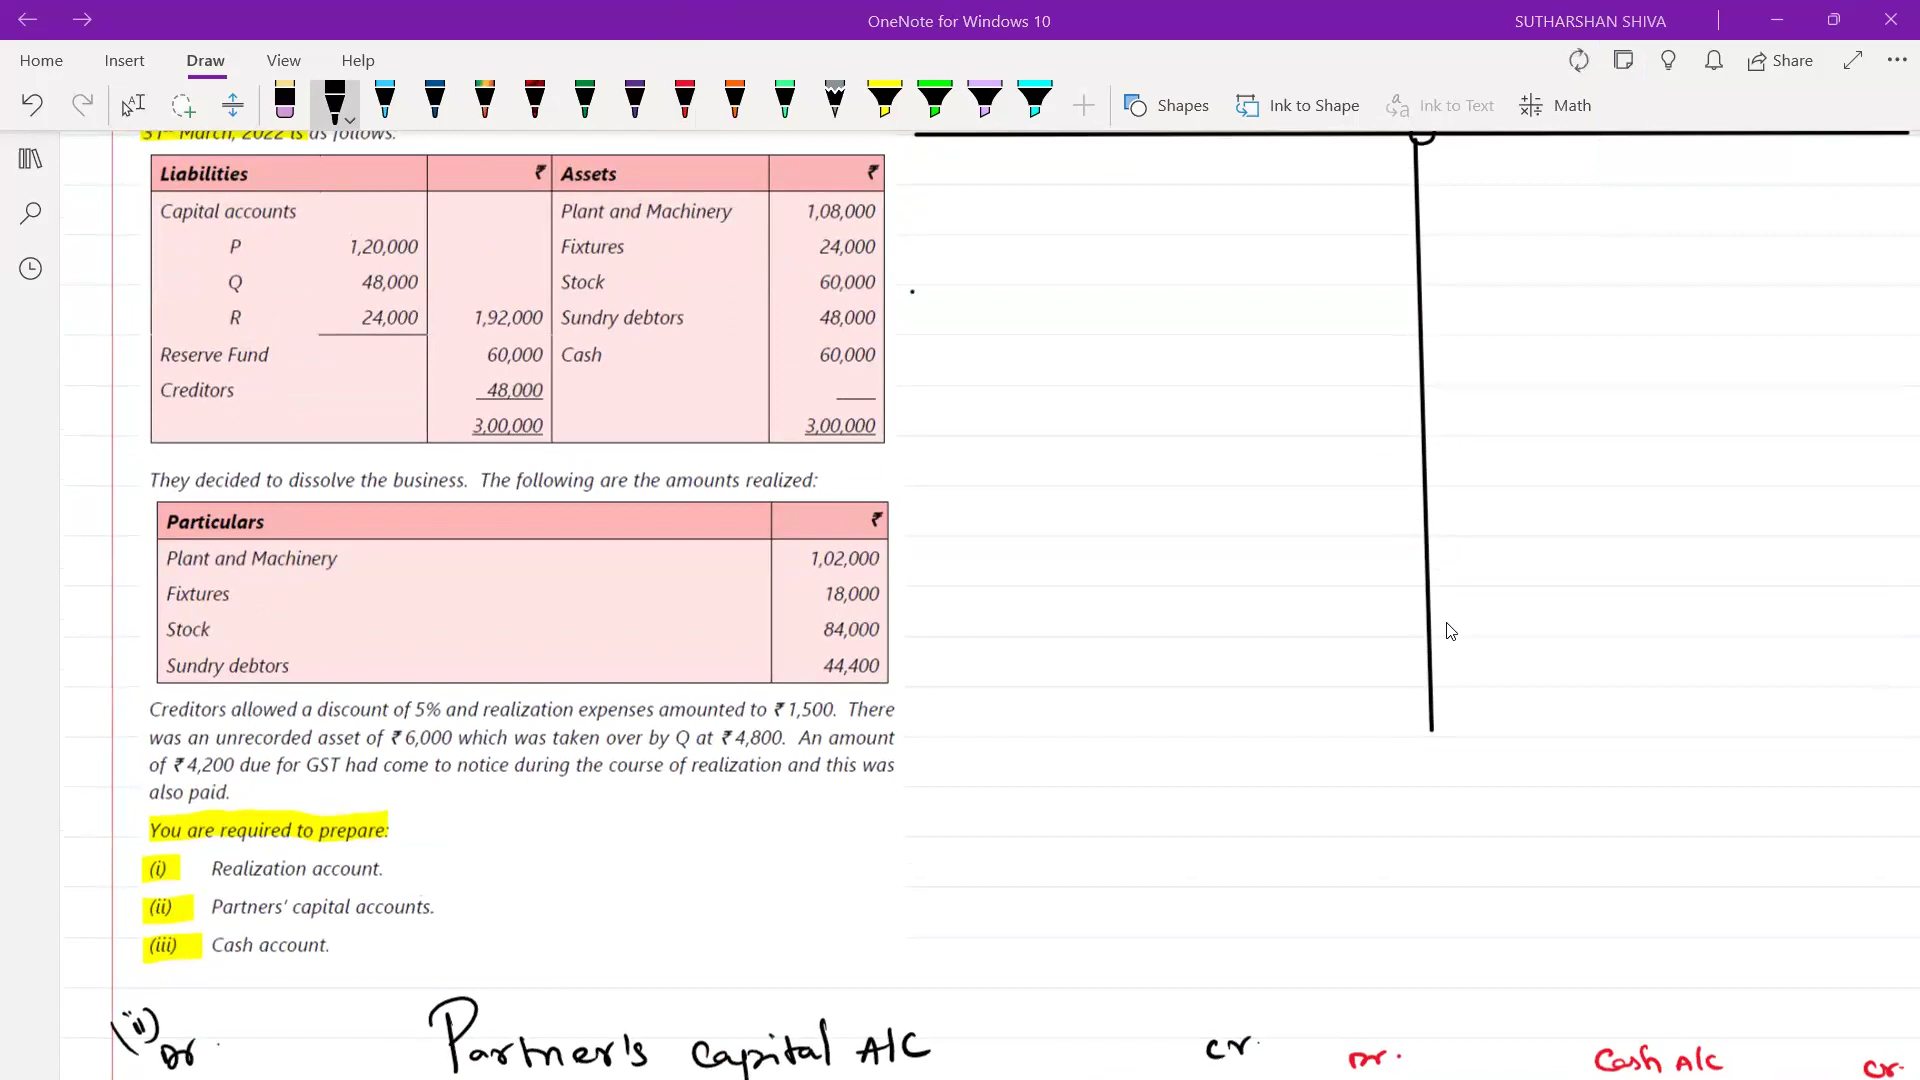 OneNote for Windows 10
SUTHARSHAN SHIVA
Home Insert Draw View Help
Share
Shapes Ink to Shape Ink to Text Math
31st March, 2022 is as follows:
Liabilities ₹ Assets ₹
Capital accounts Plant and Machinery 1,08,000
P 1,20,000 Fixtures 24,000
Q 48,000 Stock 60,000
R 24,000 1,92,000 Sundry debtors 48,000
Reserve Fund 60,000 Cash 60,000
Creditors 48,000
3,00,000 3,00,000
They decided to dissolve the business. The following are the amounts realized:
Particulars ₹
Plant and Machinery 1,02,000
Fixtures 18,000
Stock 84,000
Sundry debtors 44,400
Creditors allowed a discount of 5% and realization expenses amounted to ₹ 1,500. There
was an unrecorded asset of ₹ 6,000 which was taken over by Q at ₹ 4,800. An amount
of ₹ 4,200 due for GST had come to notice during the course of realization and this was
also paid.
You are required to prepare:
(i) Realization account.
(ii) Partners' capital accounts.
(iii) Cash account.
(ii) Dr Partner's capital A/C cr. Dr. Cash A/C cr.